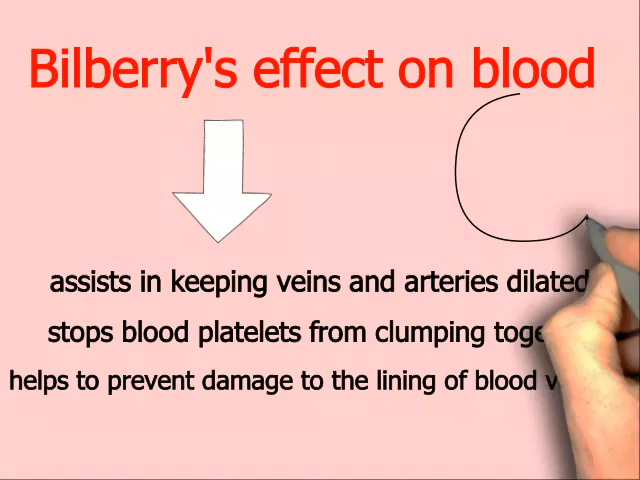 Bilberry's effect on blood
assists in keeping veins and arteries dilated
stops blood platelets from clumping
helps to prevent damage to the lining of blood